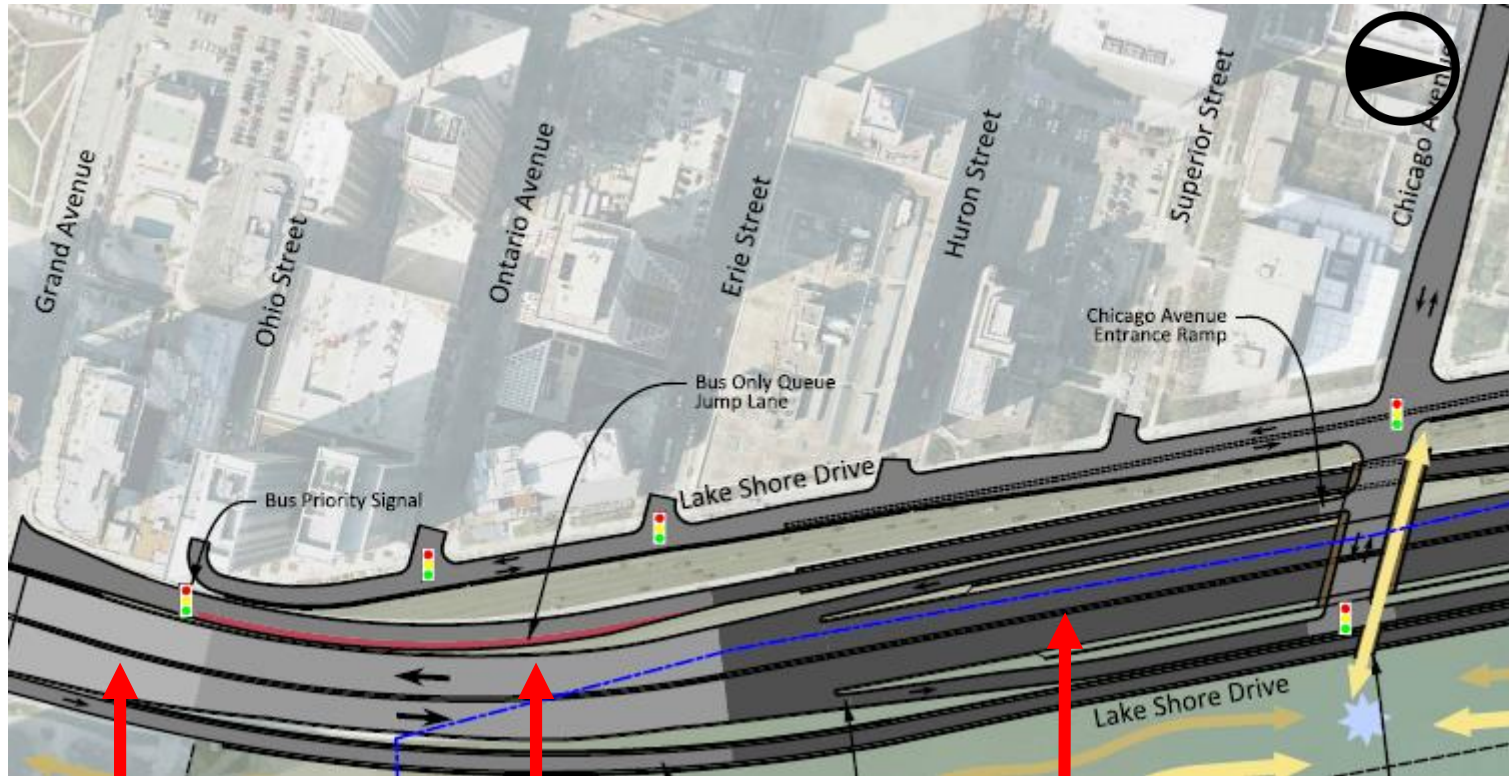 Grand Avenue
Ohio Street
Ontario Avenue
Erie Street
Huron Street
Superior Street
Chicago Avenue
Chicago Avenue
Entrance Ramp
Bus Only Queue
Jump Lane
Lake Shore Drive
Bus Priority Signal
Lake Shore Drive